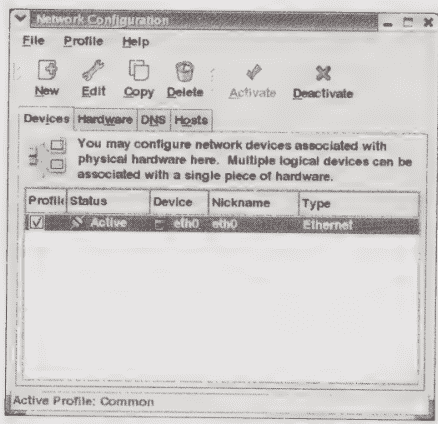 Network Configuration
File Profile Help
New Edit Copy Delete Activate Deactivate
Devices Hardware DNS Hosts
You may configure network devices associated with
physical hardware here. Multiple logical devices can be
associated with a single piece of hardware.
Profile Status Device Nickname Type
Active eth0 eth0 Ethernet
Active Profile: Common